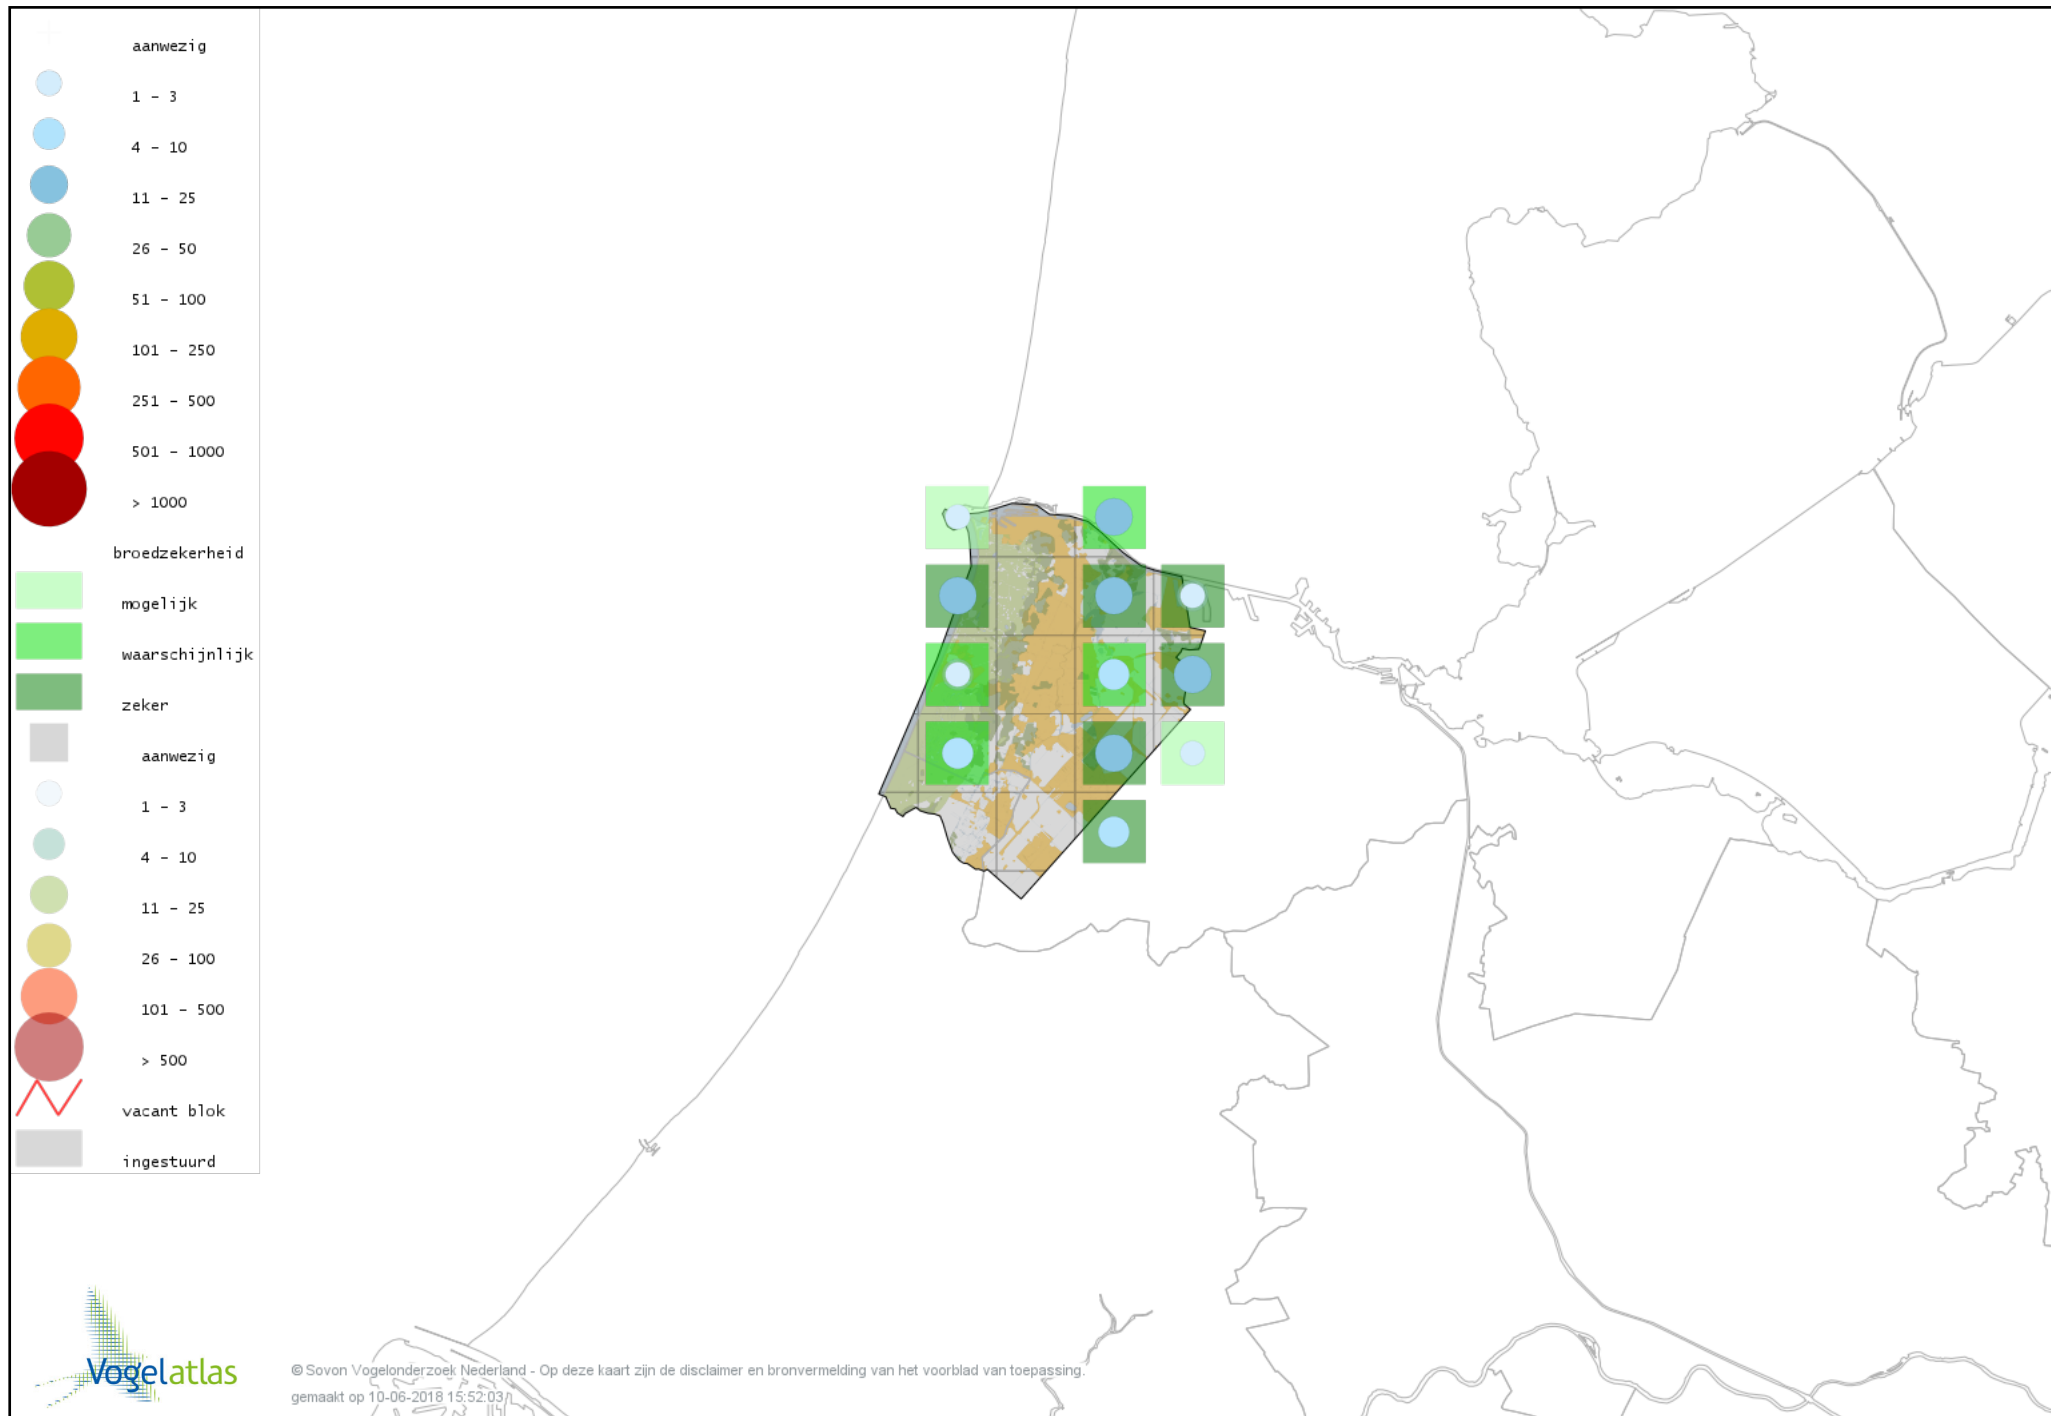 aanwezig
1 - 3
4 - 10
11 - 25
26 - 50
51 - 100
101 - 250
251 - 500
501 - 1000
> 1000
broedzekerheid
mogelijk
waarschijnlijk
zeker
aanwezig
1 - 3
4 - 10
11 - 25
26 - 100
101 - 500
> 500
vacant blok
ingestuurd
Vogelatlas
© Sovon Vogelonderzoek Nederland - Op deze kaart zijn de disclaimer en bronvermelding van het voorblad van toepassing.
gemaakt op 10-06-2018 15:52:03